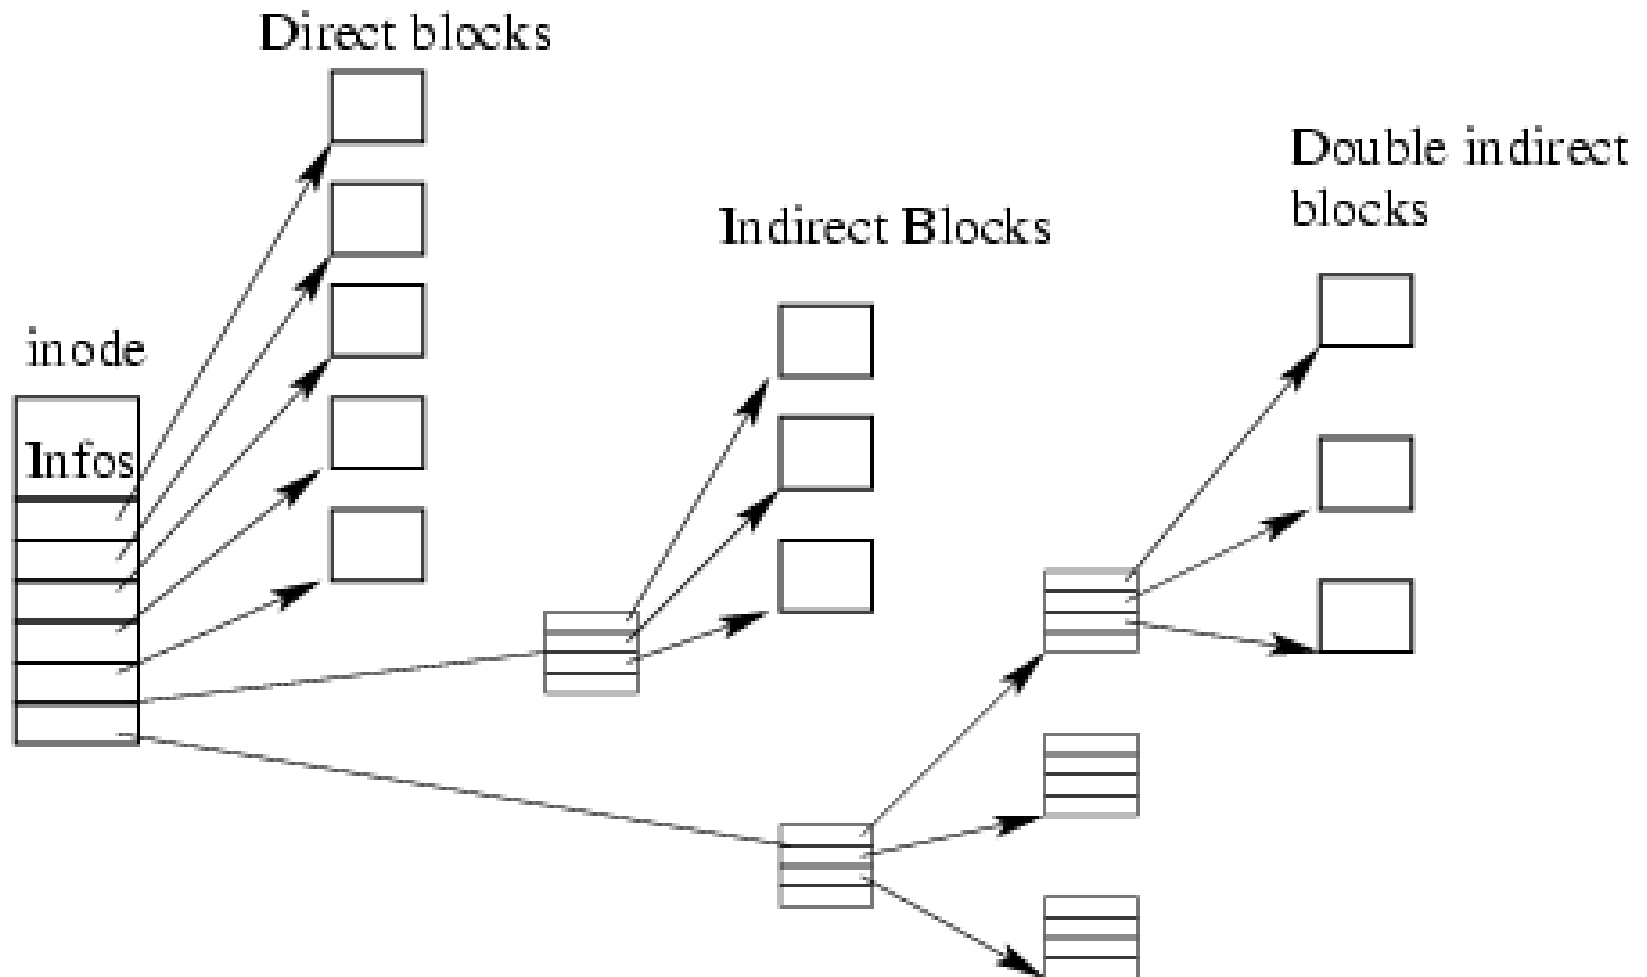 Direct blocks
Double indirect
blocks
Indirect Blocks
inode
Infos